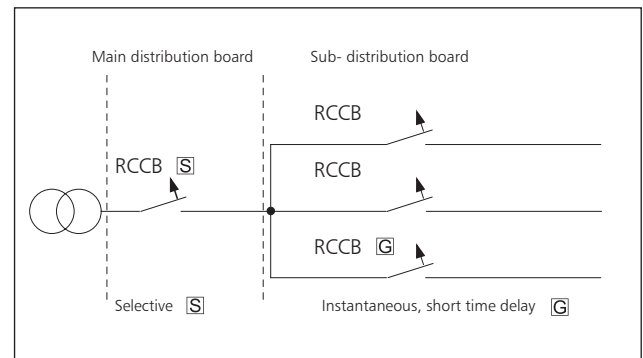 Main distribution board
Sub- distribution board
RCCB
RCCB S
RCCB
RCCB G
Selective S
Instantaneous, short time delay G